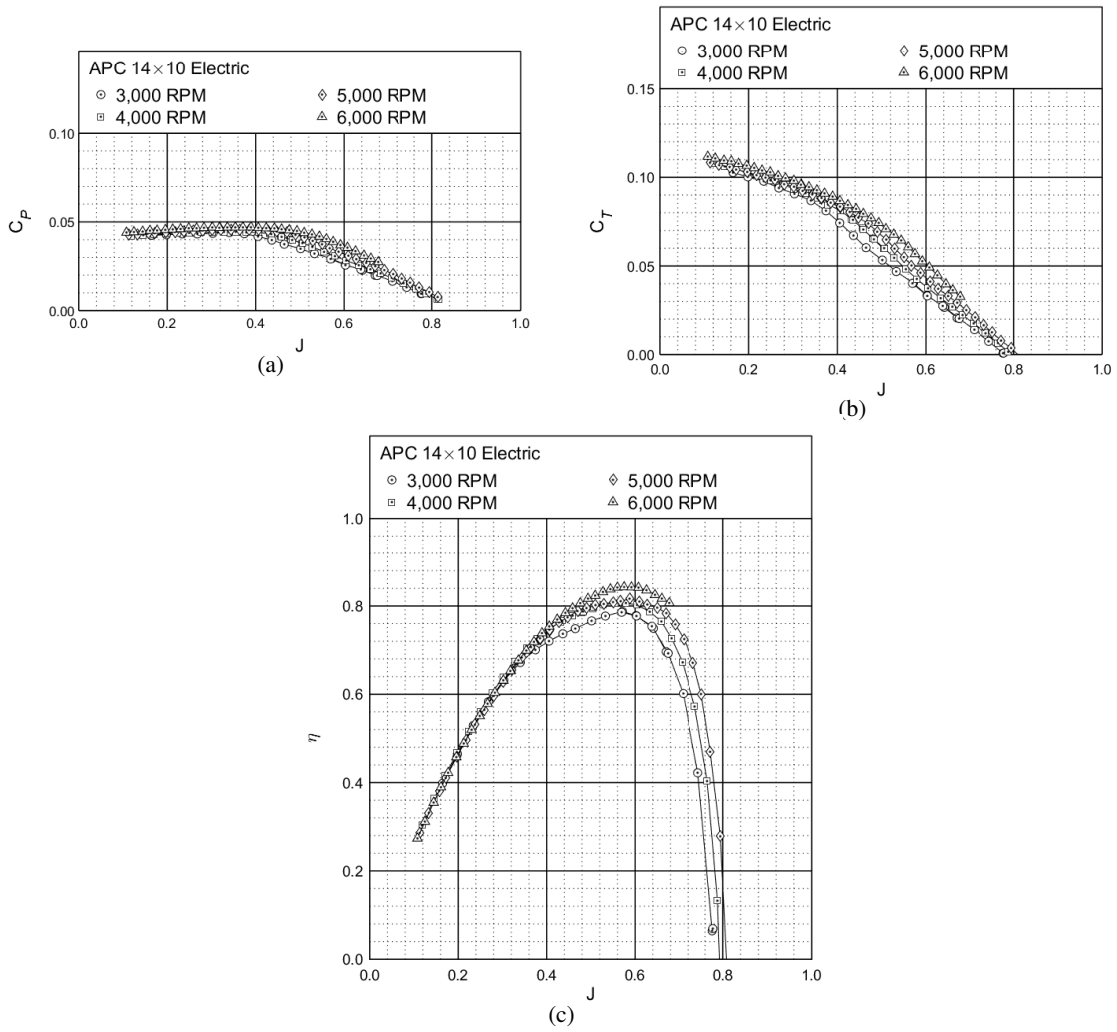 APC 14×10 Electric
3,000 RPM
4,000 RPM
5,000 RPM
6,000 RPM
0.10
0.05
0.00
C_P
0.0 0.2 0.4 0.6 0.8 1.0
J
(a)
APC 14×10 Electric
3,000 RPM
4,000 RPM
5,000 RPM
6,000 RPM
0.15
0.10
0.05
0.00
C_T
0.0 0.2 0.4 0.6 0.8 1.0
J
(b)
APC 14×10 Electric
3,000 RPM
4,000 RPM
5,000 RPM
6,000 RPM
1.0
0.8
0.6
0.4
0.2
0.0
η
0.0 0.2 0.4 0.6 0.8 1.0
J
(c)